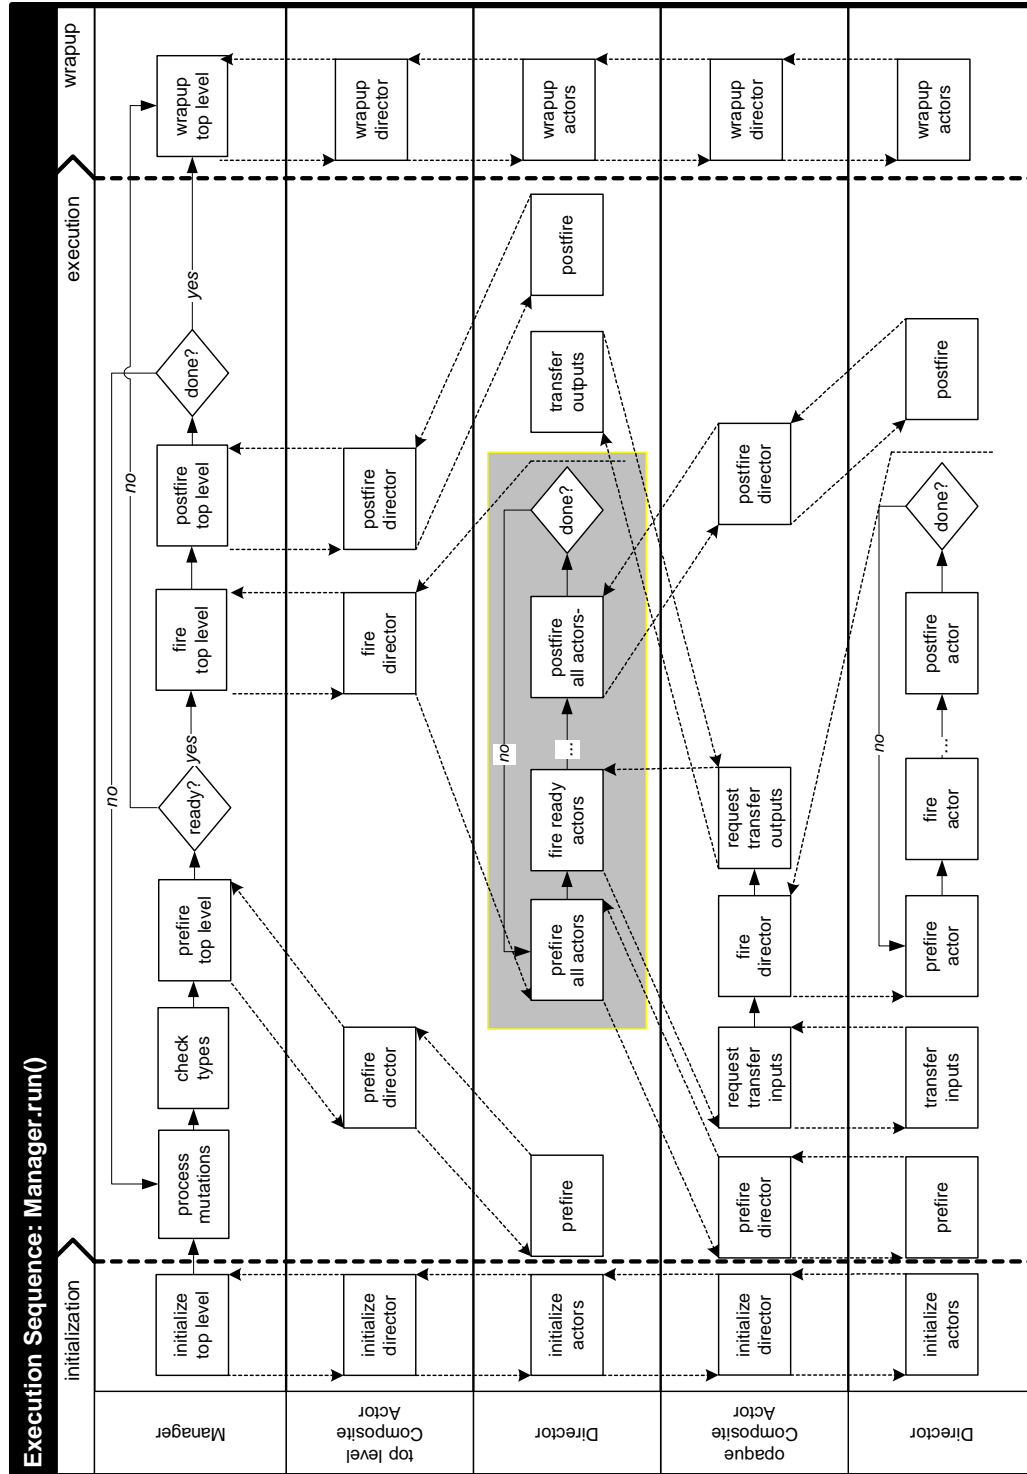 Execution Sequence: Manager.run()
initialization
execution
wrapup
Manager
initialize
top level
process
mutations
check
types
prefire
top level
ready?
yes
no
fire
top level
postfire
top level
done?
yes
no
wrapup
top level
top level
Composite
Actor
initialize
director
prefire
director
fire
director
postfire
director
wrapup
director
Director
initialize
actors
prefire
prefire
all actors
fire ready
actors
...
postfire
all actors-
done?
no
transfer
outputs
postfire
wrapup
actors
opaque
Composite
Actor
initialize
director
prefire
director
request
transfer
inputs
fire
director
request
transfer
outputs
postfire
director
wrapup
director
Director
initialize
actors
prefire
transfer
inputs
prefire
actor
fire
actor
...
postfire
actor
done?
no
postfire
wrapup
actors